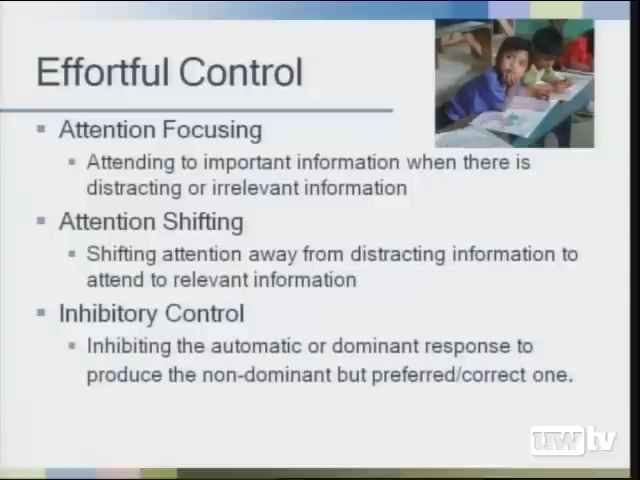 Effortful Control
Attention Focusing
Attending to important information when there is
distracting or irrelevant information
Attention Shifting
Shifting attention away from distracting information to
attend to relevant information
Inhibitory Control
Inhibiting the automatic or dominant response to
produce the non-dominant but preferred/correct one.
uwtv